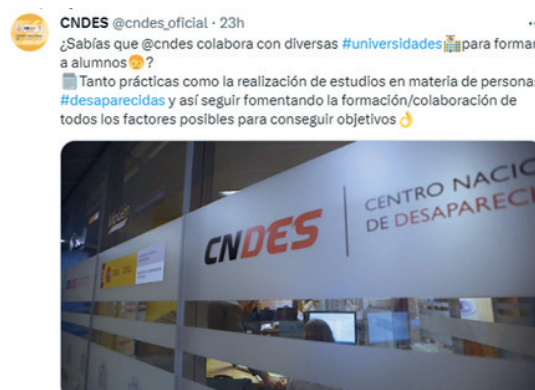 CNDES @cndes_oficial · 23h
¿Sabías que @cndes colabora con diversas #universidades🏫para formar
a alumnos👨‍🎓?
🗒️Tanto prácticas como la realización de estudios en materia de personas
#desaparecidas y así seguir fomentando la formación/colaboración de
todos los factores posibles para conseguir objetivos👌
CNDES
CENTRO NACIO
DE DESAPARECI